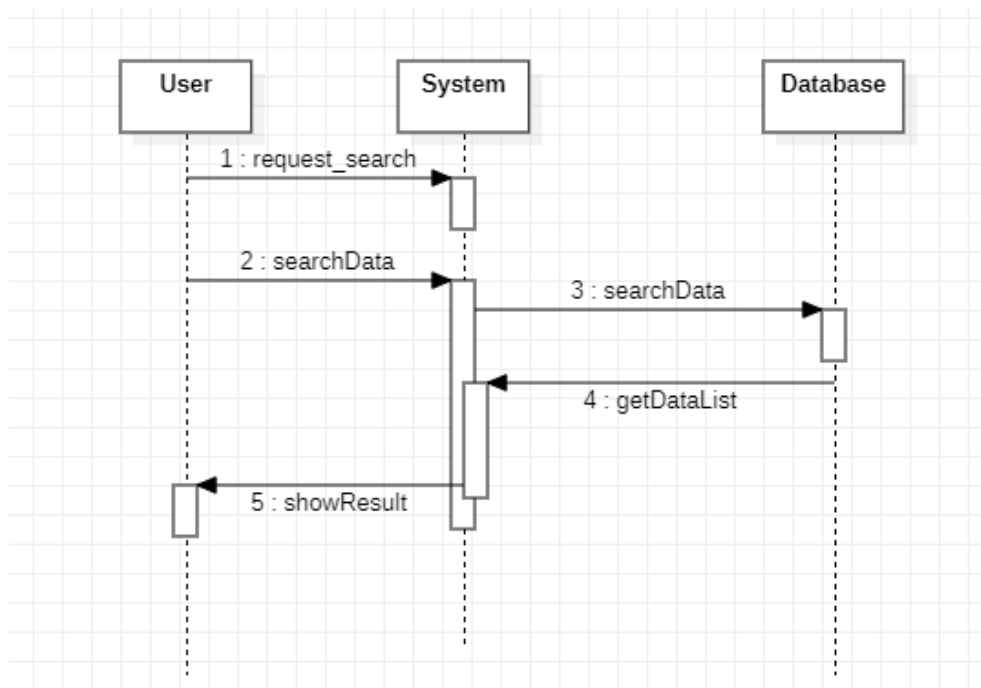 User
System
Database
1 : request_search
2 : searchData
3 : searchData
4 : getDataList
5 : showResult